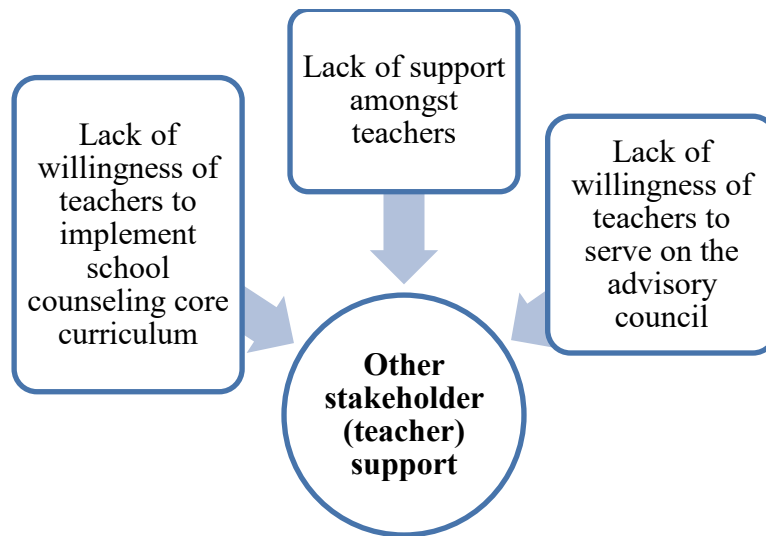 Lack of
willingness of
teachers to
implement
school
counseling core
curriculum
Lack of support
amongst
teachers
Lack of
willingness of
teachers to
serve on the
advisory
council
Other
stakeholder
(teacher)
support